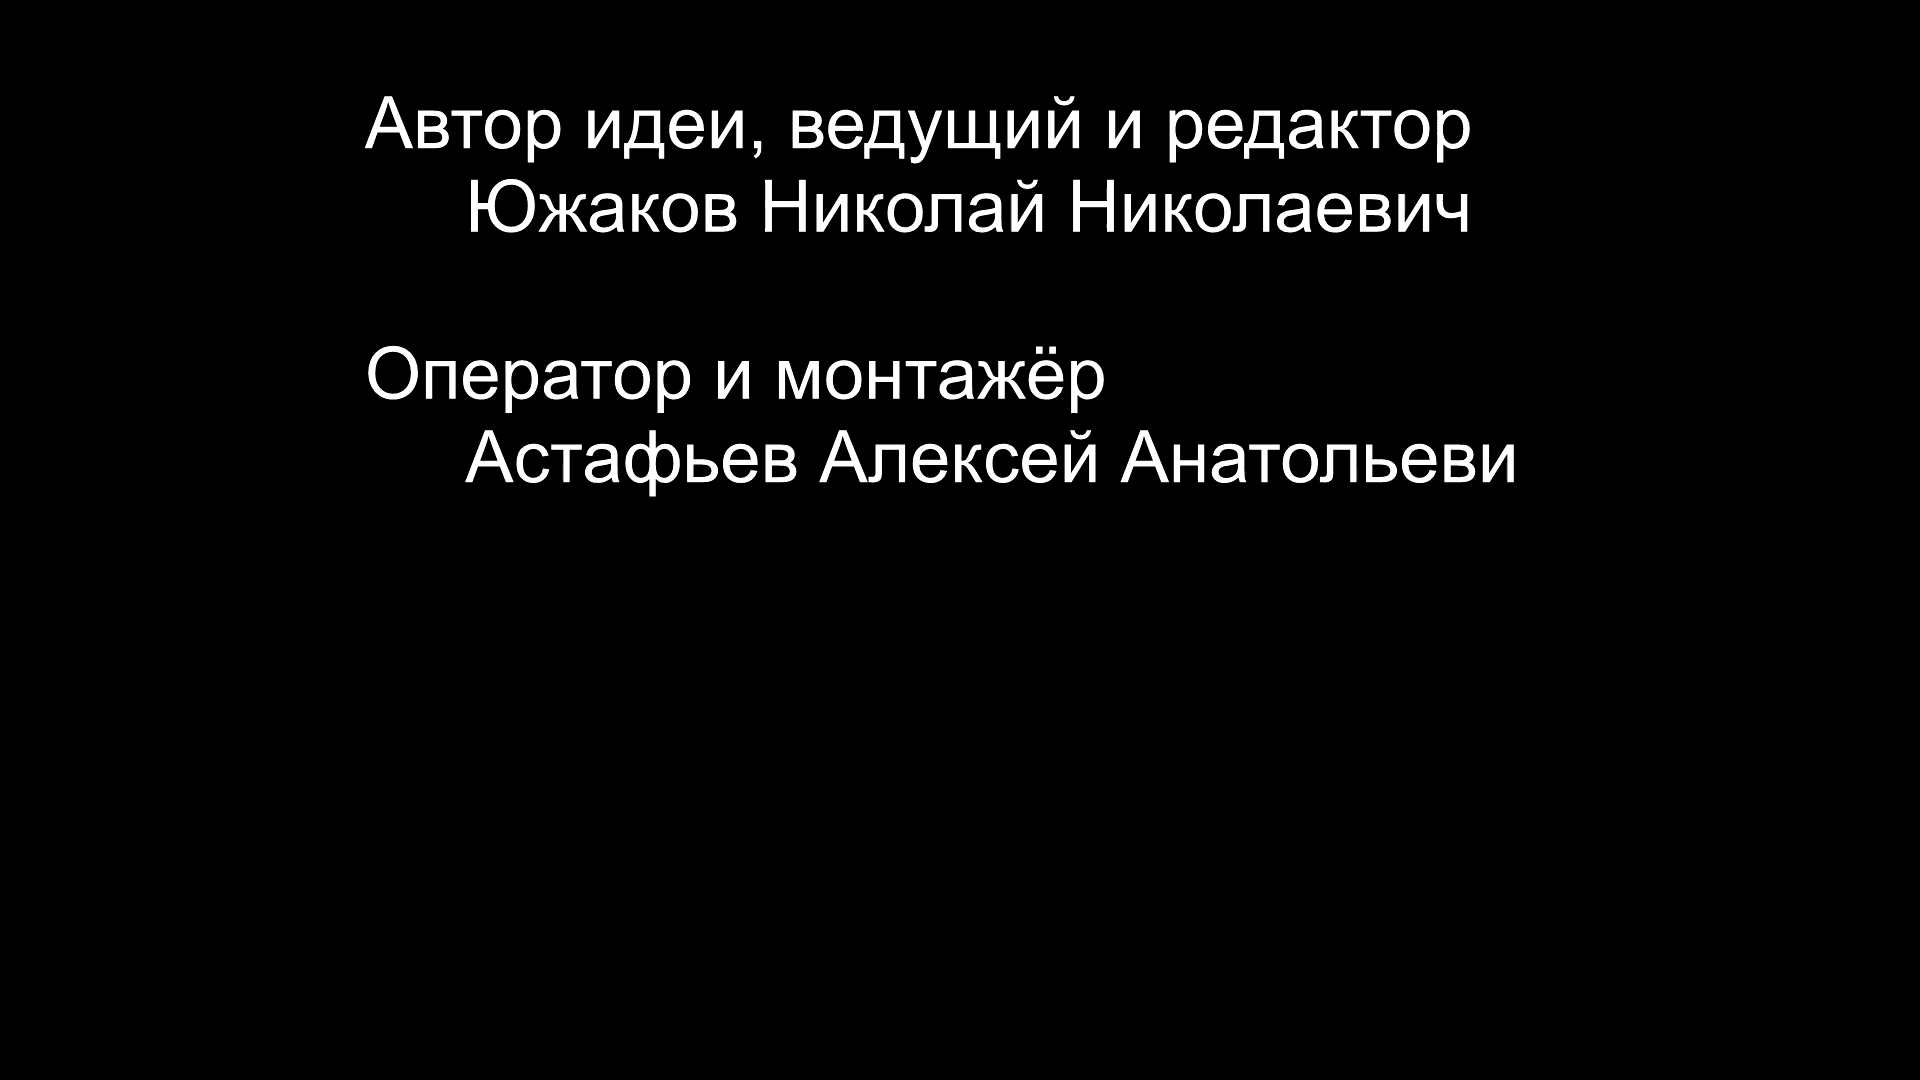 Автор идеи, ведущий и редактор
Южаков Николай Николаевич
Оператор и монтажёр
Астафьев Алексей Анатольеви